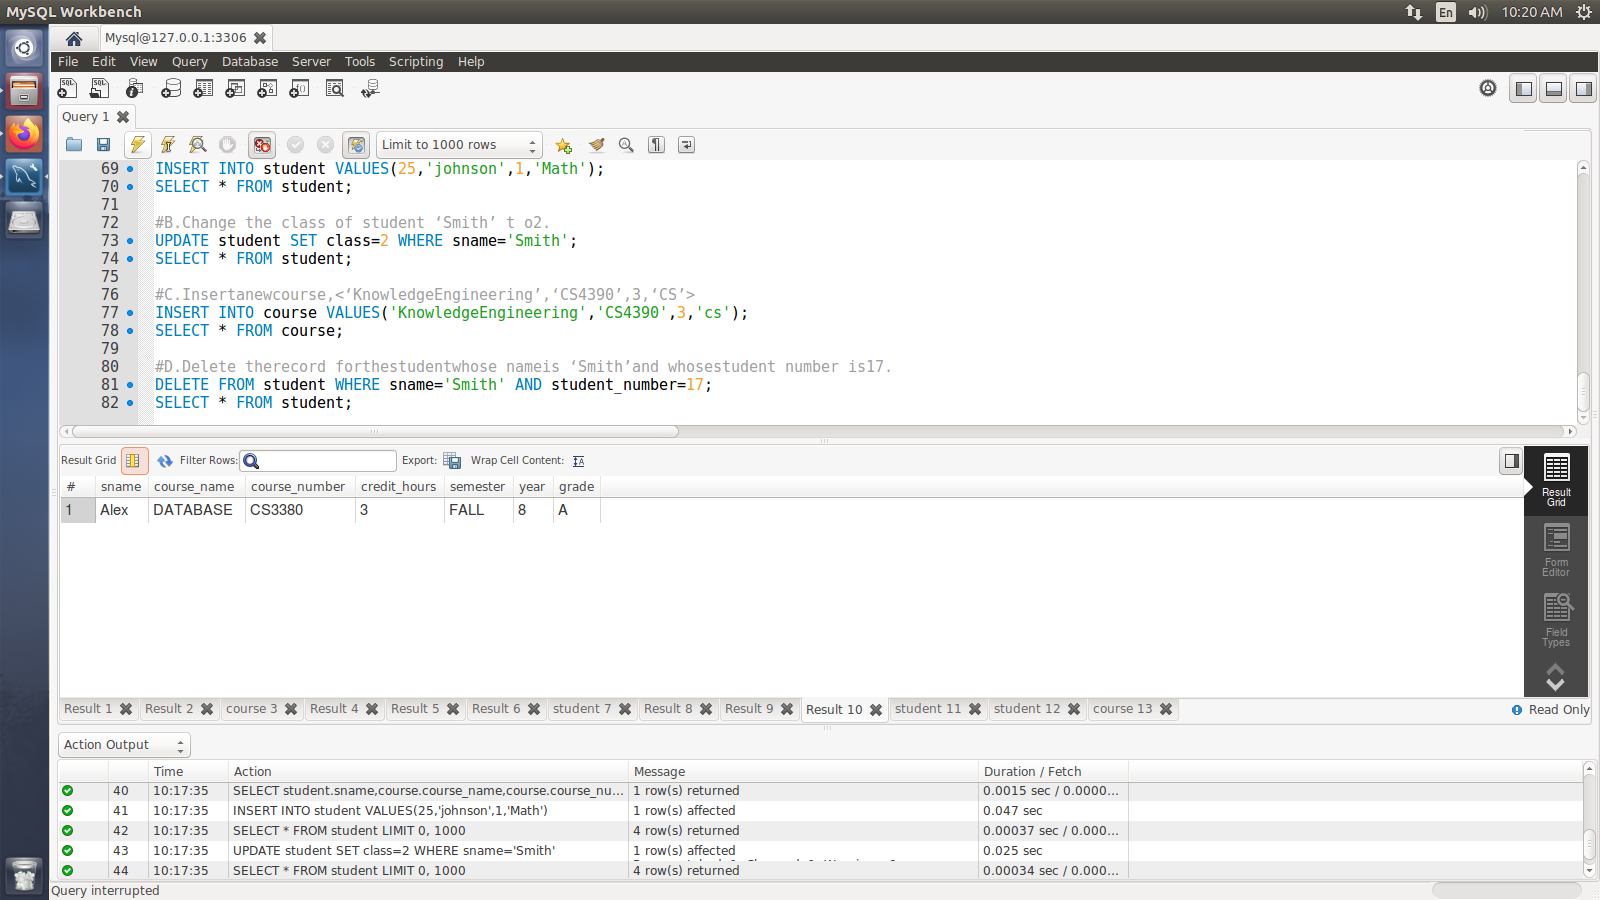 MySQL Workbench En 10:20 AM
Mysql@127.0.0.1:3306
File Edit View Query Database Server Tools Scripting Help
Query 1
Limit to 1000 rows
69 INSERT INTO student VALUES(25,'johnson',1,'Math');
70 SELECT * FROM student;
71
72 #B.Change the class of student ‘Smith’ t o2.
73 UPDATE student SET class=2 WHERE sname='Smith';
74 SELECT * FROM student;
75
76 #C.Insertanewcourse,<‘KnowledgeEngineering’,‘CS4390’,3,‘CS’>
77 INSERT INTO course VALUES('KnowledgeEngineering','CS4390',3,'cs');
78 SELECT * FROM course;
79
80 #D.Delete therecord forthestudentwhose nameis ‘Smith’and whosestudent number is17.
81 DELETE FROM student WHERE sname='Smith' AND student_number=17;
82 SELECT * FROM student;
Result Grid Filter Rows: Export: Wrap Cell Content:
# sname course_name course_number credit_hours semester year grade
1 Alex DATABASE CS3380 3 FALL 8 A
Result Grid
Form Editor
Field Types
Result 1 Result 2 course 3 Result 4 Result 5 Result 6 student 7 Result 8 Result 9 Result 10 student 11 student 12 course 13 Read Only
Action Output
Time Action Message Duration / Fetch
40 10:17:35 SELECT student.sname,course.course_name,course.course_nu... 1 row(s) returned 0.0015 sec / 0.0000...
41 10:17:35 INSERT INTO student VALUES(25,'johnson',1,'Math') 1 row(s) affected 0.047 sec
42 10:17:35 SELECT * FROM student LIMIT 0, 1000 4 row(s) returned 0.00037 sec / 0.000...
43 10:17:35 UPDATE student SET class=2 WHERE sname='Smith' 1 row(s) affected 0.025 sec
44 10:17:35 SELECT * FROM student LIMIT 0, 1000 4 row(s) returned 0.00034 sec / 0.000...
Query interrupted